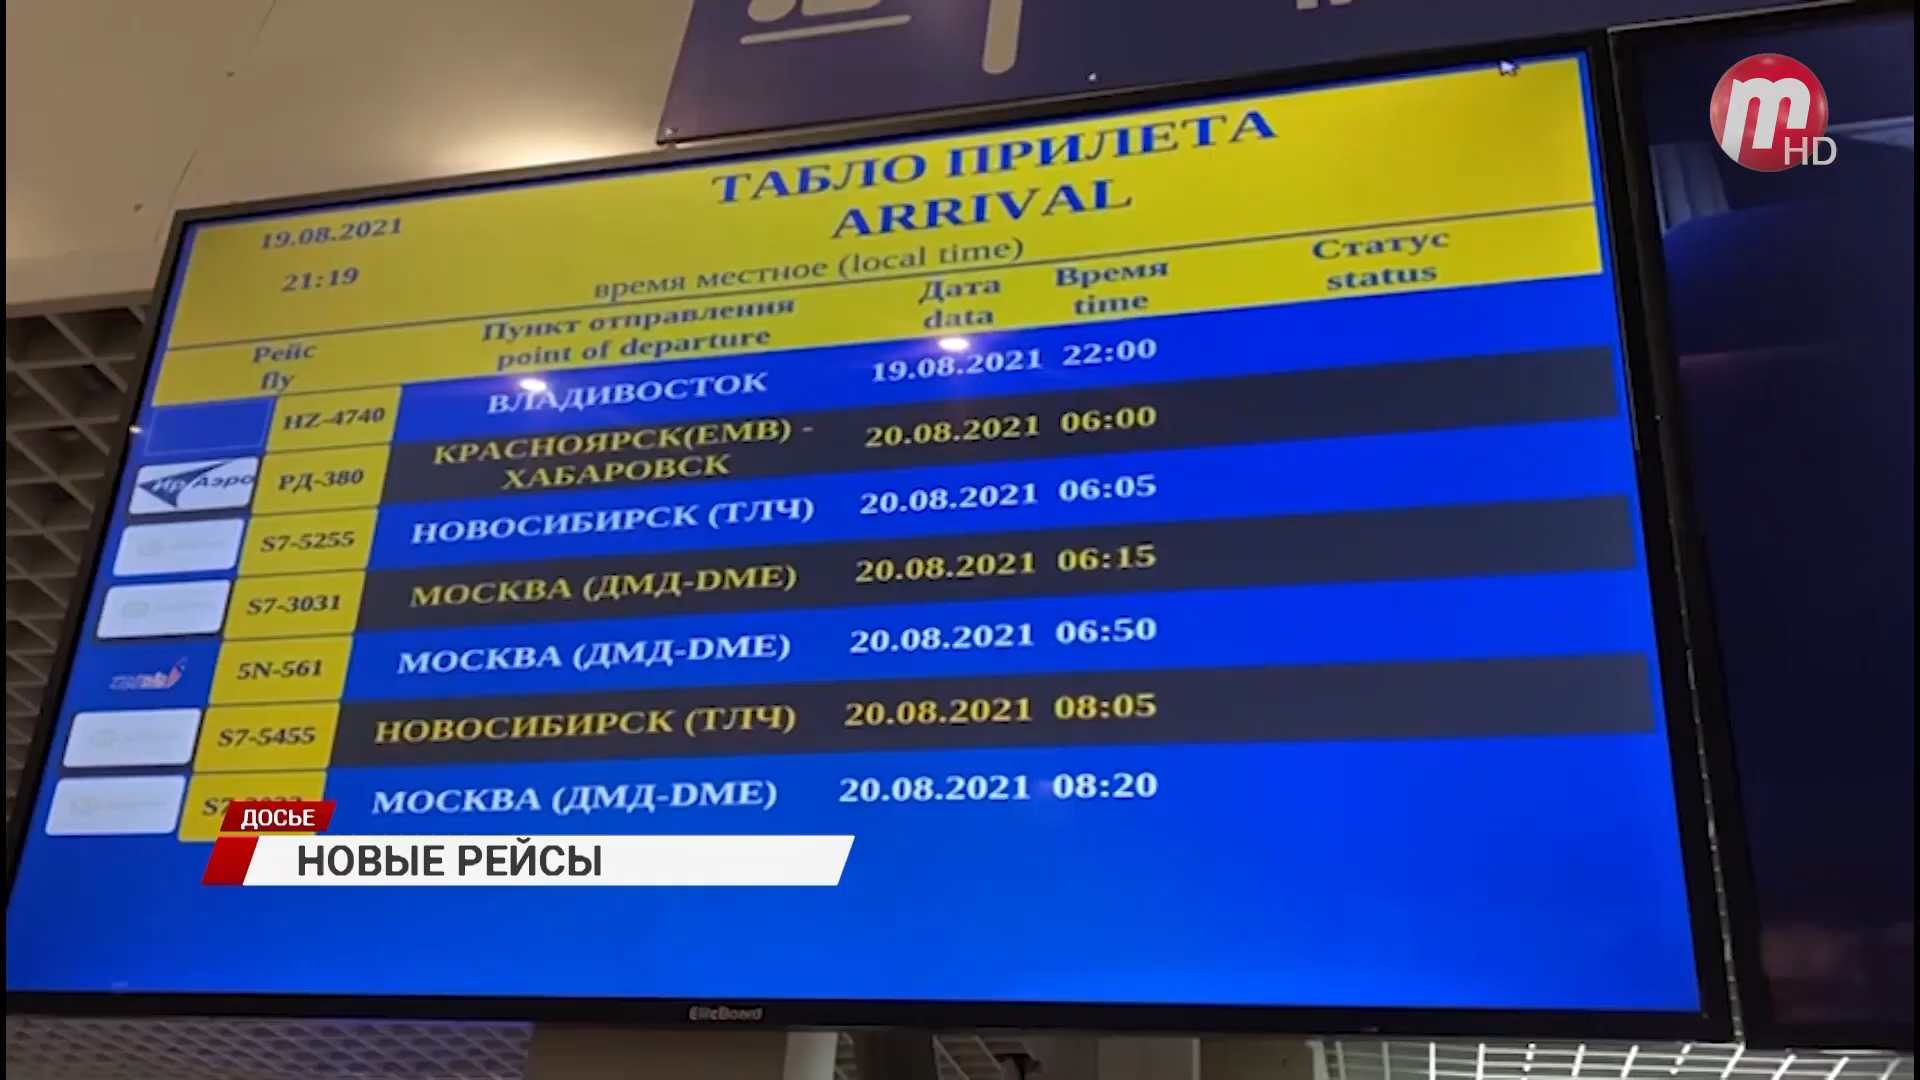 m HD
ТАБЛО ПРИЛЕТА
ARRIVAL
19.08.2021
21:19
время местное (local time)
Рейс
fly
Пункт отправления
point of departure
Дата
data
Время
time
Статус
status
HZ-4740 ВЛАДИВОСТОК 19.08.2021 22:00
ИрАэро РД-380 КРАСНОЯРСК(ЕМВ) - ХАБАРОВСК 20.08.2021 06:00
S7-5255 НОВОСИБИРСК (ТЛЧ) 20.08.2021 06:05
S7-3031 МОСКВА (ДМД-DME) 20.08.2021 06:15
5N-561 МОСКВА (ДМД-DME) 20.08.2021 06:50
S7-5455 НОВОСИБИРСК (ТЛЧ) 20.08.2021 08:05
МОСКВА (ДМД-DME) 20.08.2021 08:20
ДОСЬЕ
НОВЫЕ РЕЙСЫ
EliteBoard